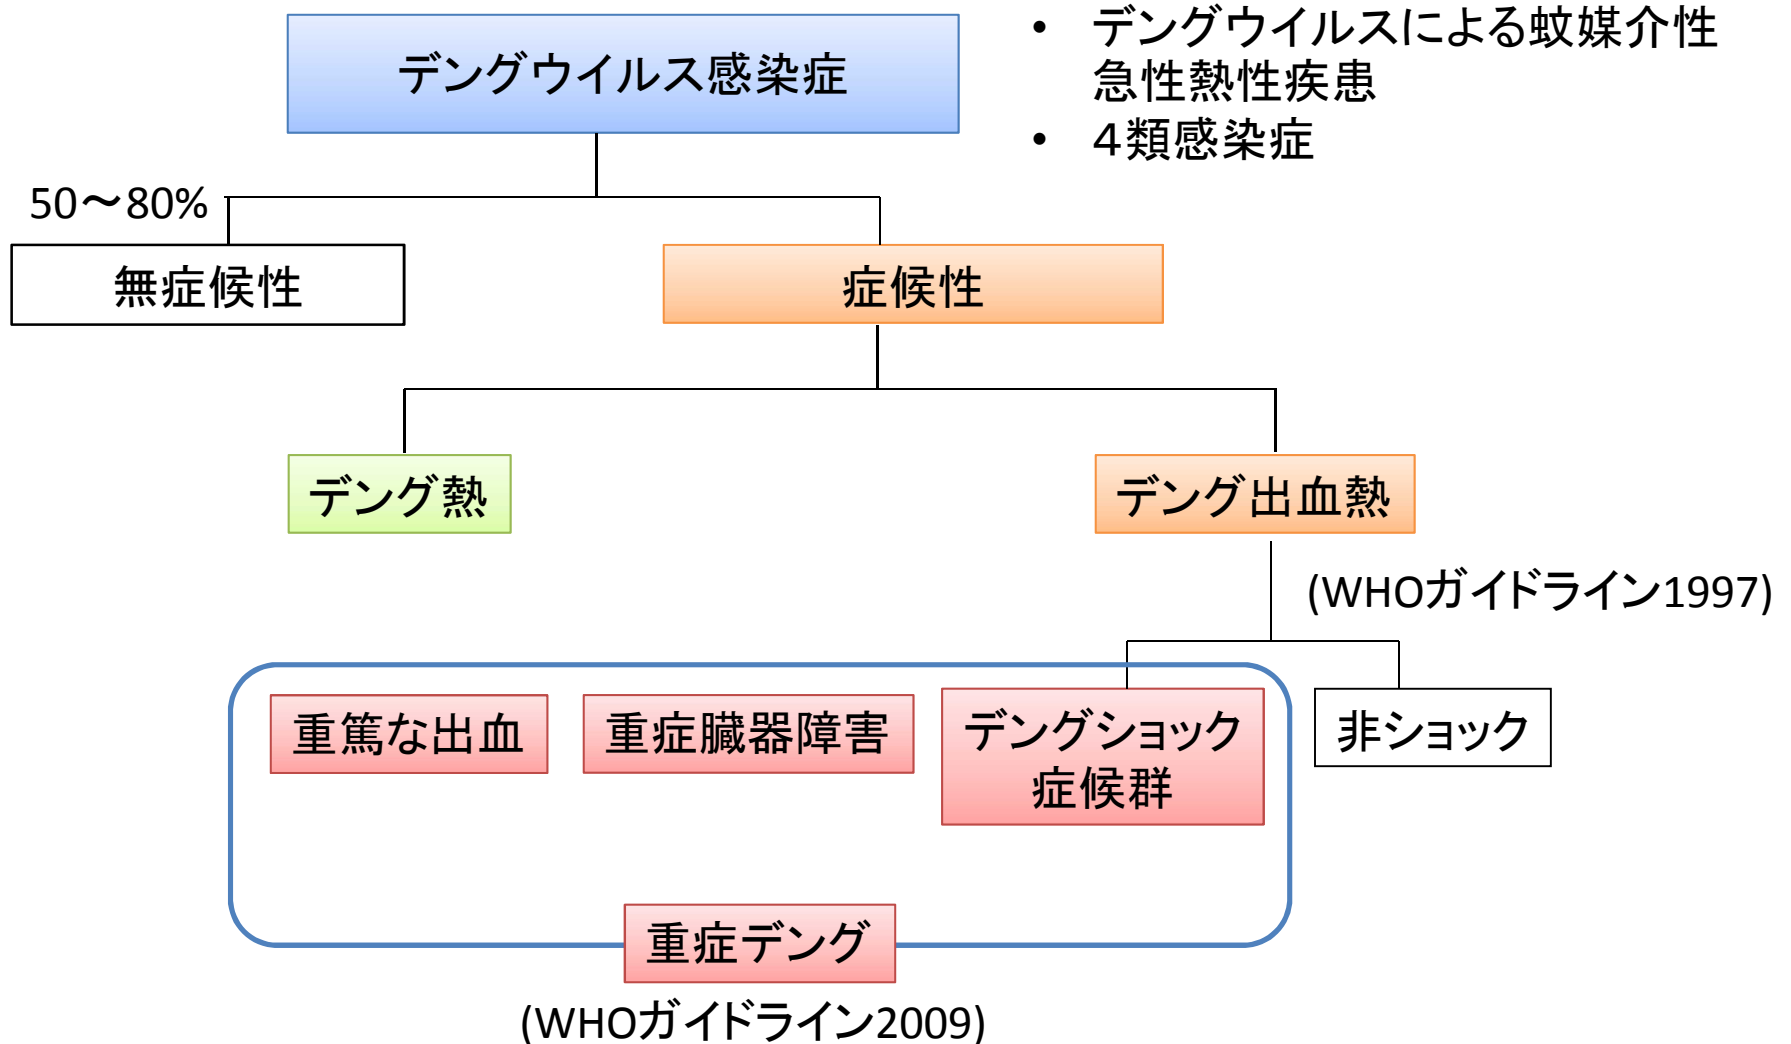 デングウイルス感染症
• デングウイルスによる蚊媒介性
急性熱性疾患
• ４類感染症
50～80%
無症候性
症候性
デング熱
デング出血熱
(WHOガイドライン1997)
重篤な出血
重症臓器障害
デングショック
症候群
非ショック
重症デング
(WHOガイドライン2009)